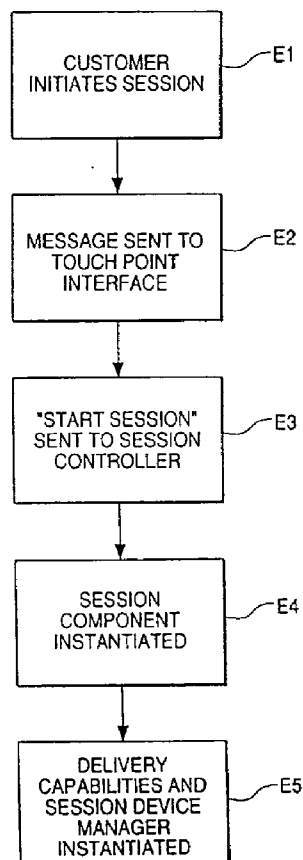 CUSTOMER
INITIATES SESSION
E1
MESSAGE SENT TO
TOUCH POINT
INTERFACE
E2
"START SESSION"
SENT TO SESSION
CONTROLLER
E3
SESSION
COMPONENT
INSTANTIATED
E4
DELIVERY
CAPABILITIES AND
SESSION DEVICE
MANAGER
INSTANTIATED
E5